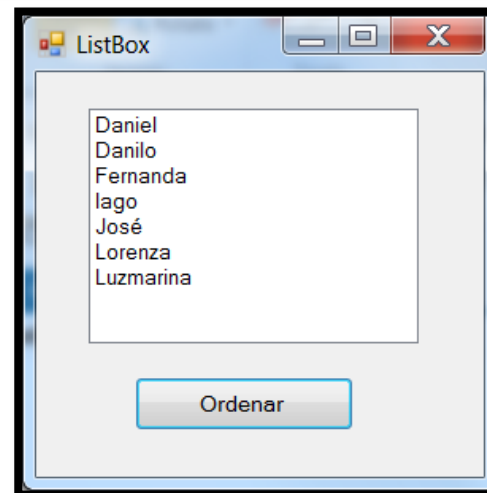 ListBox
Daniel
Danilo
Fernanda
Iago
José
Lorenza
Luzmarina
Ordenar